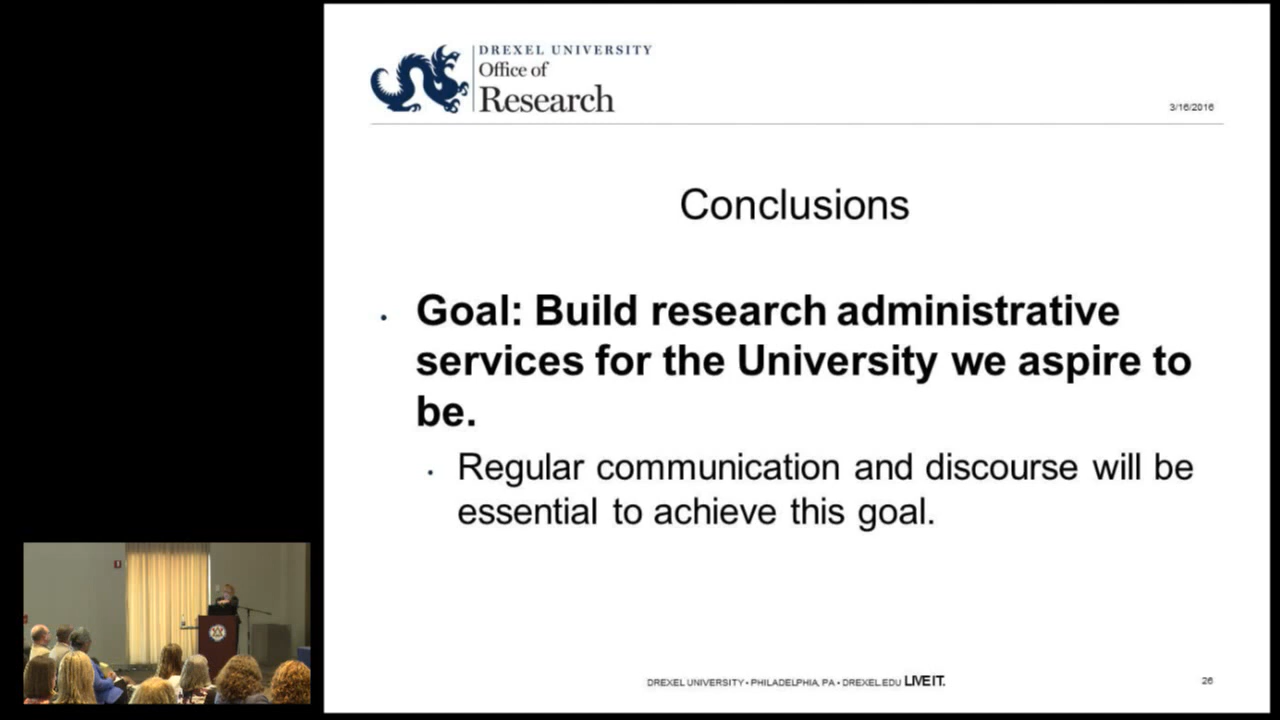 DREXEL UNIVERSITY
Office of
Research
3/16/2016
Conclusions
• Goal: Build research administrative
services for the University we aspire to
be.
• Regular communication and discourse will be
essential to achieve this goal.
DREXEL UNIVERSITY • PHILADELPHIA, PA • DREXEL.EDU LIVE IT.
26